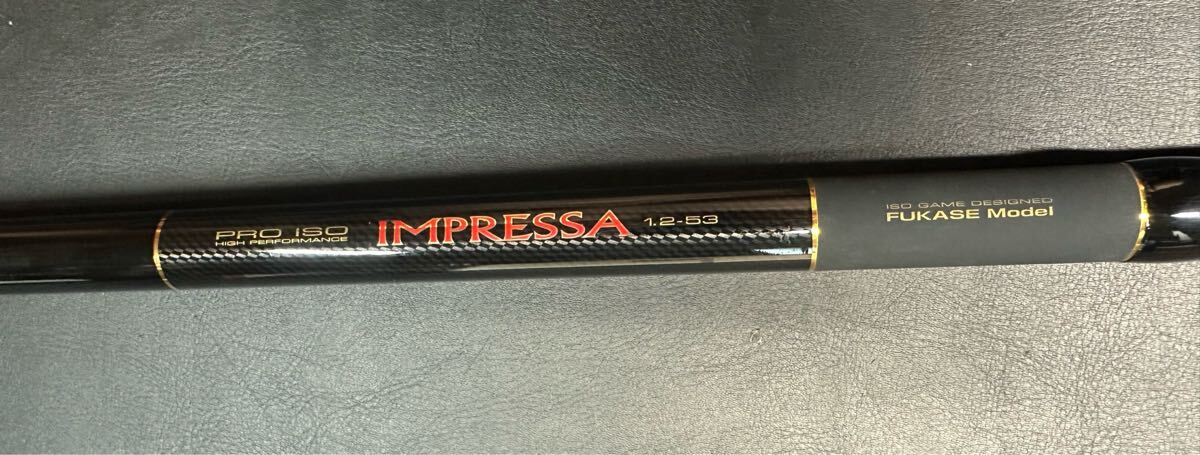 PRO iSO
HIGH PERFORMANCE
IMPRESSA
1.2-53
ISO GAME DESIGNED
FUKASE Model